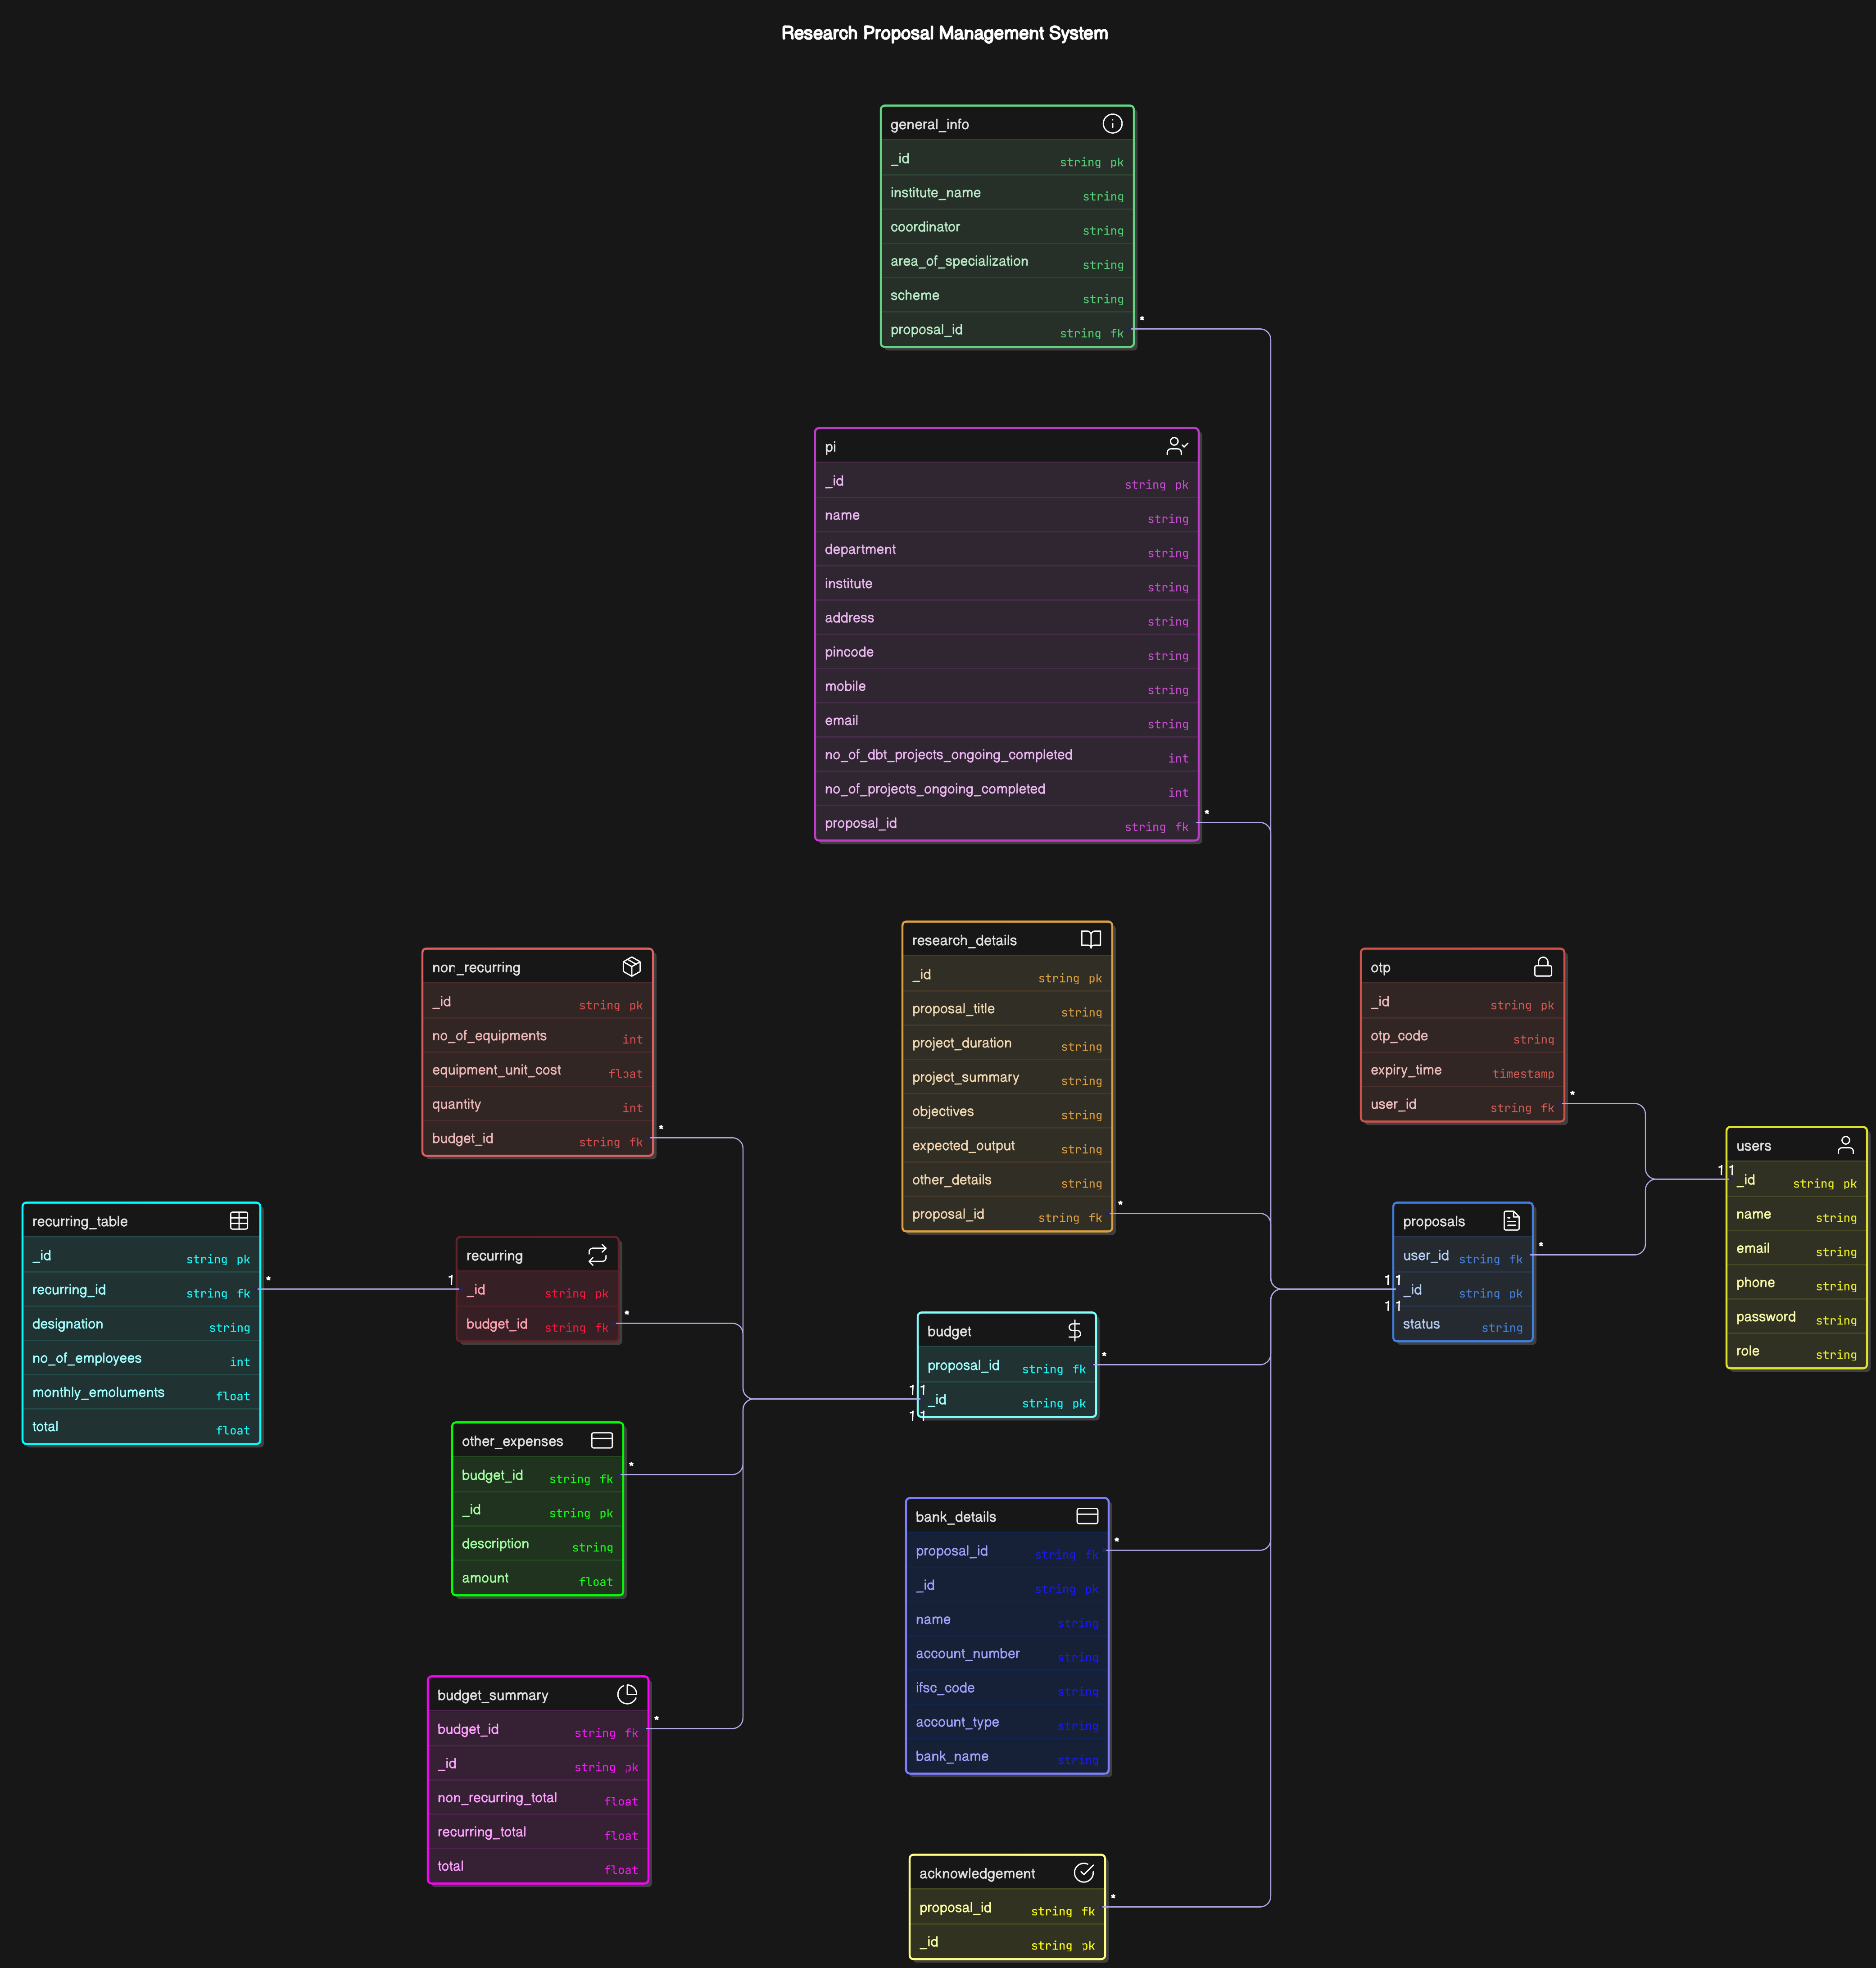 Research Proposal Management System
general_info
_id string pk
institute_name string
coordinator string
area_of_specialization string
scheme string
proposal_id string fk
*
pi
_id string pk
name string
department string
institute string
address string
pincode string
mobile string
email string
no_of_dbt_projects_ongoing_completed int
no_of_projects_ongoing_completed int
proposal_id string fk
*
research_details
_id string pk
proposal_title string
project_duration string
project_summary string
objectives string
expected_output string
other_details string
proposal_id string fk
*
non_recurring
_id string pk
no_of_equipments int
equipment_unit_cost float
quantity int
budget_id string fk
*
otp
_id string pk
otp_code string
expiry_time timestamp
user_id string fk
*
users
1 1
_id string pk
name string
email string
phone string
password string
role string
recurring_table
_id string pk
recurring_id string fk
* 1
designation string
no_of_employees int
monthly_emoluments float
total float
recurring
_id string pk
budget_id string fk
*
proposals
user_id string fk
*
1 1
_id string pk
1 1
status string
budget
proposal_id string fk
*
1 1
_id string pk
1 1
other_expenses
budget_id string fk
*
_id string pk
description string
amount float
bank_details
proposal_id string fk
*
_id string pk
name string
account_number string
ifsc_code string
account_type string
bank_name string
budget_summary
budget_id string fk
*
_id string pk
non_recurring_total float
recurring_total float
total float
acknowledgement
proposal_id string fk
*
_id string pk